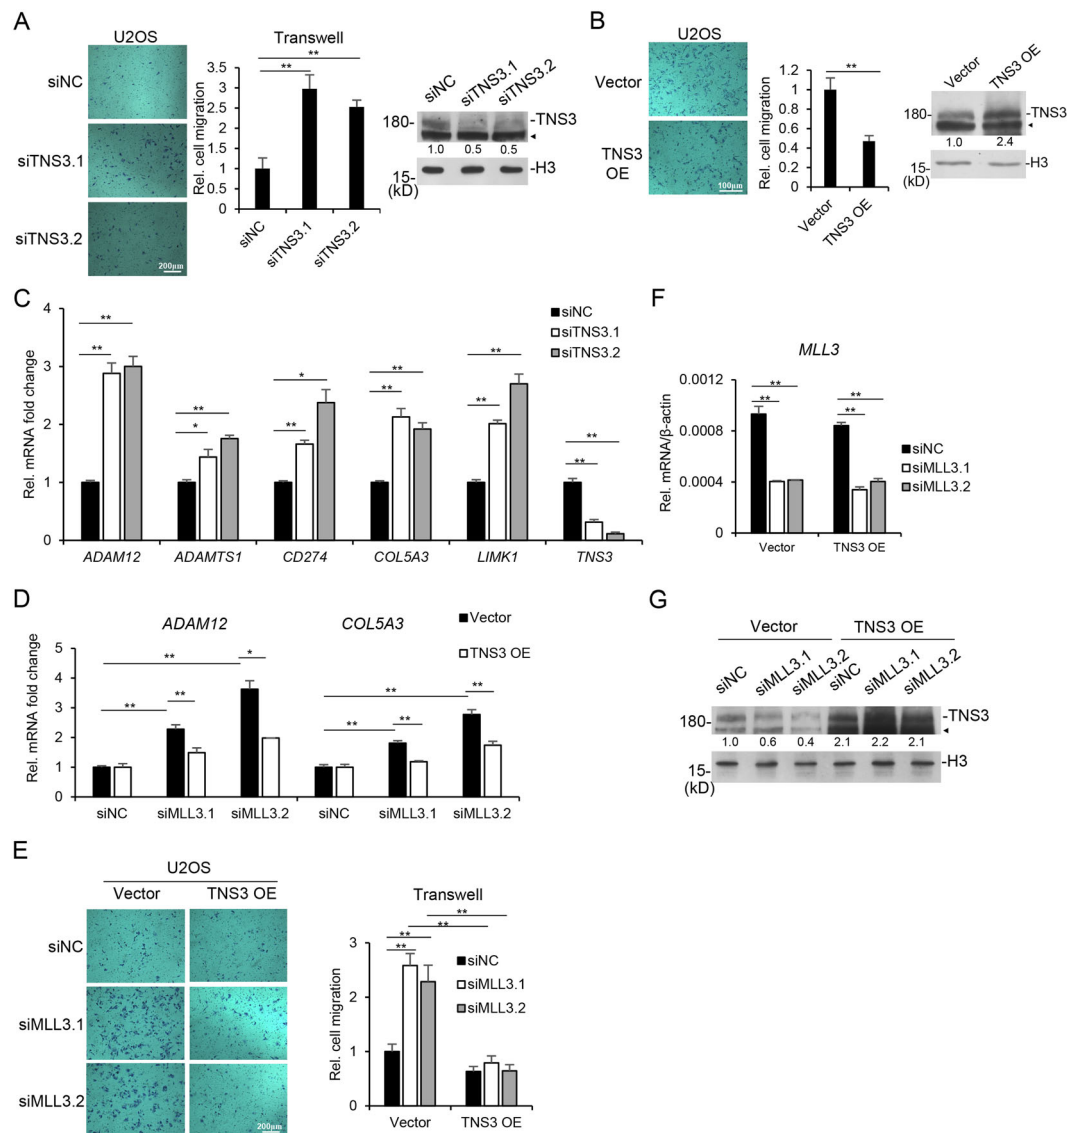 A
U2OS
siNC
siTNS3.1
siTNS3.2
200μm
Transwell
Rel. cell migration
3.5
3
2.5
2
1.5
1
0.5
0
**
**
siNC
siTNS3.1
siTNS3.2
siNC
siTNS3.1
siTNS3.2
180-
-TNS3
1.0 0.5 0.5
15-
-H3
(kD)
B
U2OS
Vector
TNS3
OE
100μm
Rel. cell migration
1.2
1
0.8
0.6
0.4
0.2
0
**
Vector
TNS3 OE
Vector
TNS3 OE
180-
-TNS3
1.0 2.4
15-
-H3
(kD)
C
Rel. mRNA fold change
4
3
2
1
0
siNC
siTNS3.1
siTNS3.2
**
**
**
*
*
**
**
**
**
**
**
**
ADAM12 ADAMTS1 CD274 COL5A3 LIMK1 TNS3
F
MLL3
Rel. mRNA/β-actin
0.0012
0.0008
0.0004
0
**
**
**
**
siNC
siMLL3.1
siMLL3.2
Vector TNS3 OE
D
ADAM12 COL5A3
Vector
TNS3 OE
Rel. mRNA fold change
5
4
3
2
1
0
**
*
**
**
**
**
**
**
siNC siMLL3.1 siMLL3.2 siNC siMLL3.1 siMLL3.2
G
Vector TNS3 OE
siNC
siMLL3.1
siMLL3.2
siNC
siMLL3.1
siMLL3.2
180-
-TNS3
1.0 0.6 0.4 2.1 2.2 2.1
-H3
15-
(kD)
E
U2OS
Vector TNS3 OE
siNC
siMLL3.1
siMLL3.2
200μm
Transwell
Rel. cell migration
3
2
1
0
**
**
**
**
siNC
siMLL3.1
siMLL3.2
Vector TNS3 OE